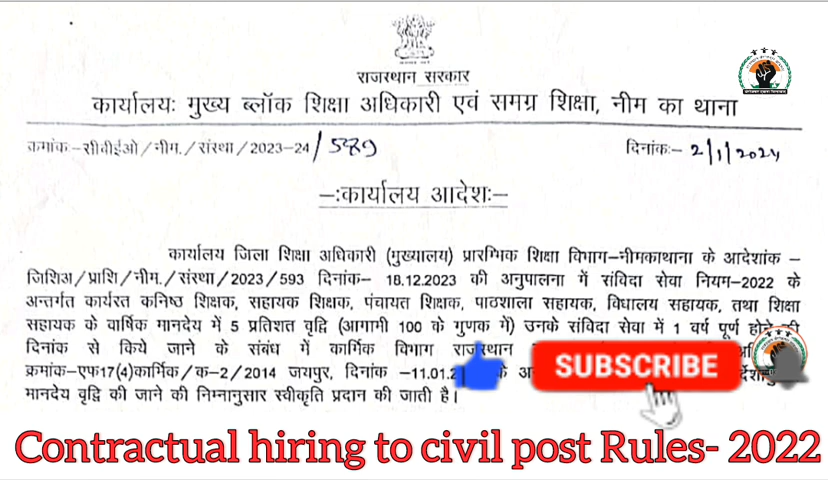 राजस्थान सरकार
कार्यालयः मुख्य ब्लॉक शिक्षा अधिकारी एवं समग्र शिक्षा, नीम का थाना
कमांक-सीबीईओ/नीम./संस्था/2023-24/579 दिनांकः- 2/1/2024
-:कार्यालय आदेशः-
कार्यालय जिला शिक्षा अधिकारी (मुख्यालय) प्रारम्भिक शिक्षा विभाग-नीमकाथाना के आदेशांक -
जिशिअ/प्राशि/नीम./संस्था/2023/593 दिनांक- 18.12.2023 की अनुपालना में संविदा सेवा नियम-2022 के
अन्तर्गत कार्यरत कनिष्ठ शिक्षक, सहायक शिक्षक, पंचायत शिक्षक, पाठशाला सहायक, विधालय सहायक, तथा शिक्षा
सहायक के वार्षिक मानदेय में 5 प्रतिशत वृद्दि (आगामी 100 के गुणक में) उनके संविदा सेवा में 1 वर्ष पूर्ण होने की
दिनांक से किये जाने के संबंध में कार्मिक विभाग राजस्थान
क्रमांक-एफ17(4)कार्मिक/क-2/2014 जयपुर, दिनांक -11.01.2
मानदेय वृद्दि की जाने की निम्नानुसार स्वीकृति प्रदान की जाती है।
SUBSCRIBE
Contractual hiring to civil post Rules- 2022